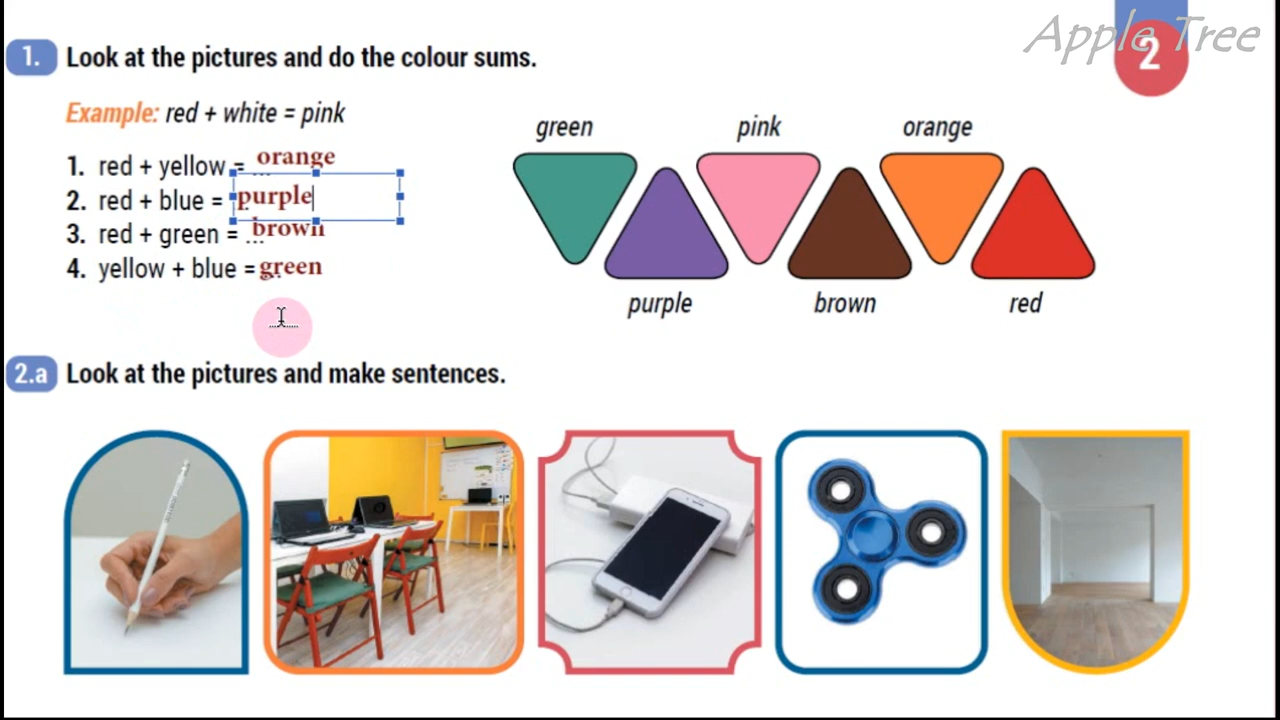 Apple Tree
2
1. Look at the pictures and do the colour sums.
Example: red + white = pink
1. red + yellow = ... orange
2. red + blue = purple
3. red + green = ... brown
4. yellow + blue = green
green pink orange
purple brown red
2.a Look at the pictures and make sentences.